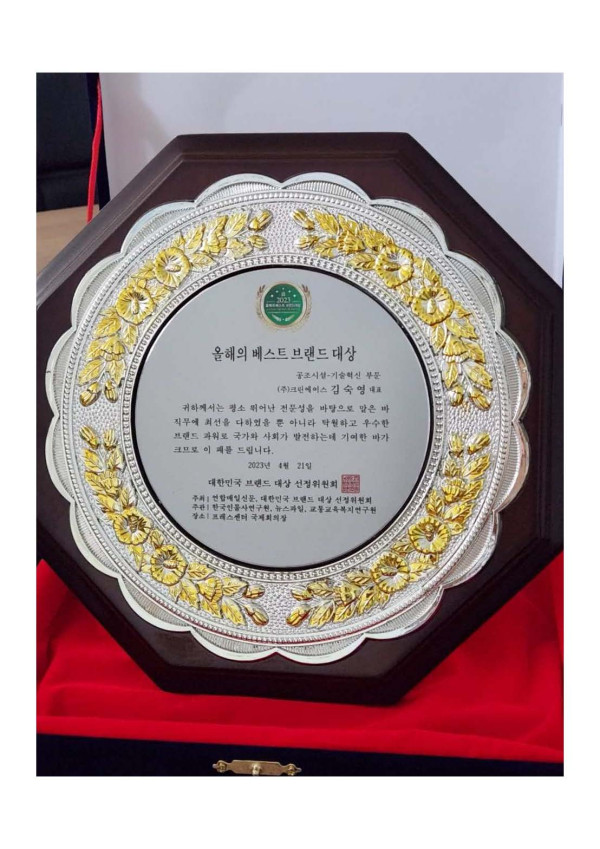 2023
올해의 베스트 브랜드 대상
공조시설-기술혁신 부문
(주)크린에어스 김숙영 대표
귀하께서는 평소 뛰어난 전문성을 바탕으로 맡은 바
직무에 최선을 다하였을 뿐 아니라 탁월하고 우수한
브랜드 파워로 국가와 사회가 발전하는데 기여한 바가
크므로 이 패를 드립니다.
2023년 4월 21일
대한민국 브랜드 대상 선정위원회
주최: 연합매일신문, 대한민국 브랜드 대상 선정위원회
주관: 한국인물사연구원, 뉴스파일, 교통교육복지연구원
장소: 프레스센터 국제회의장